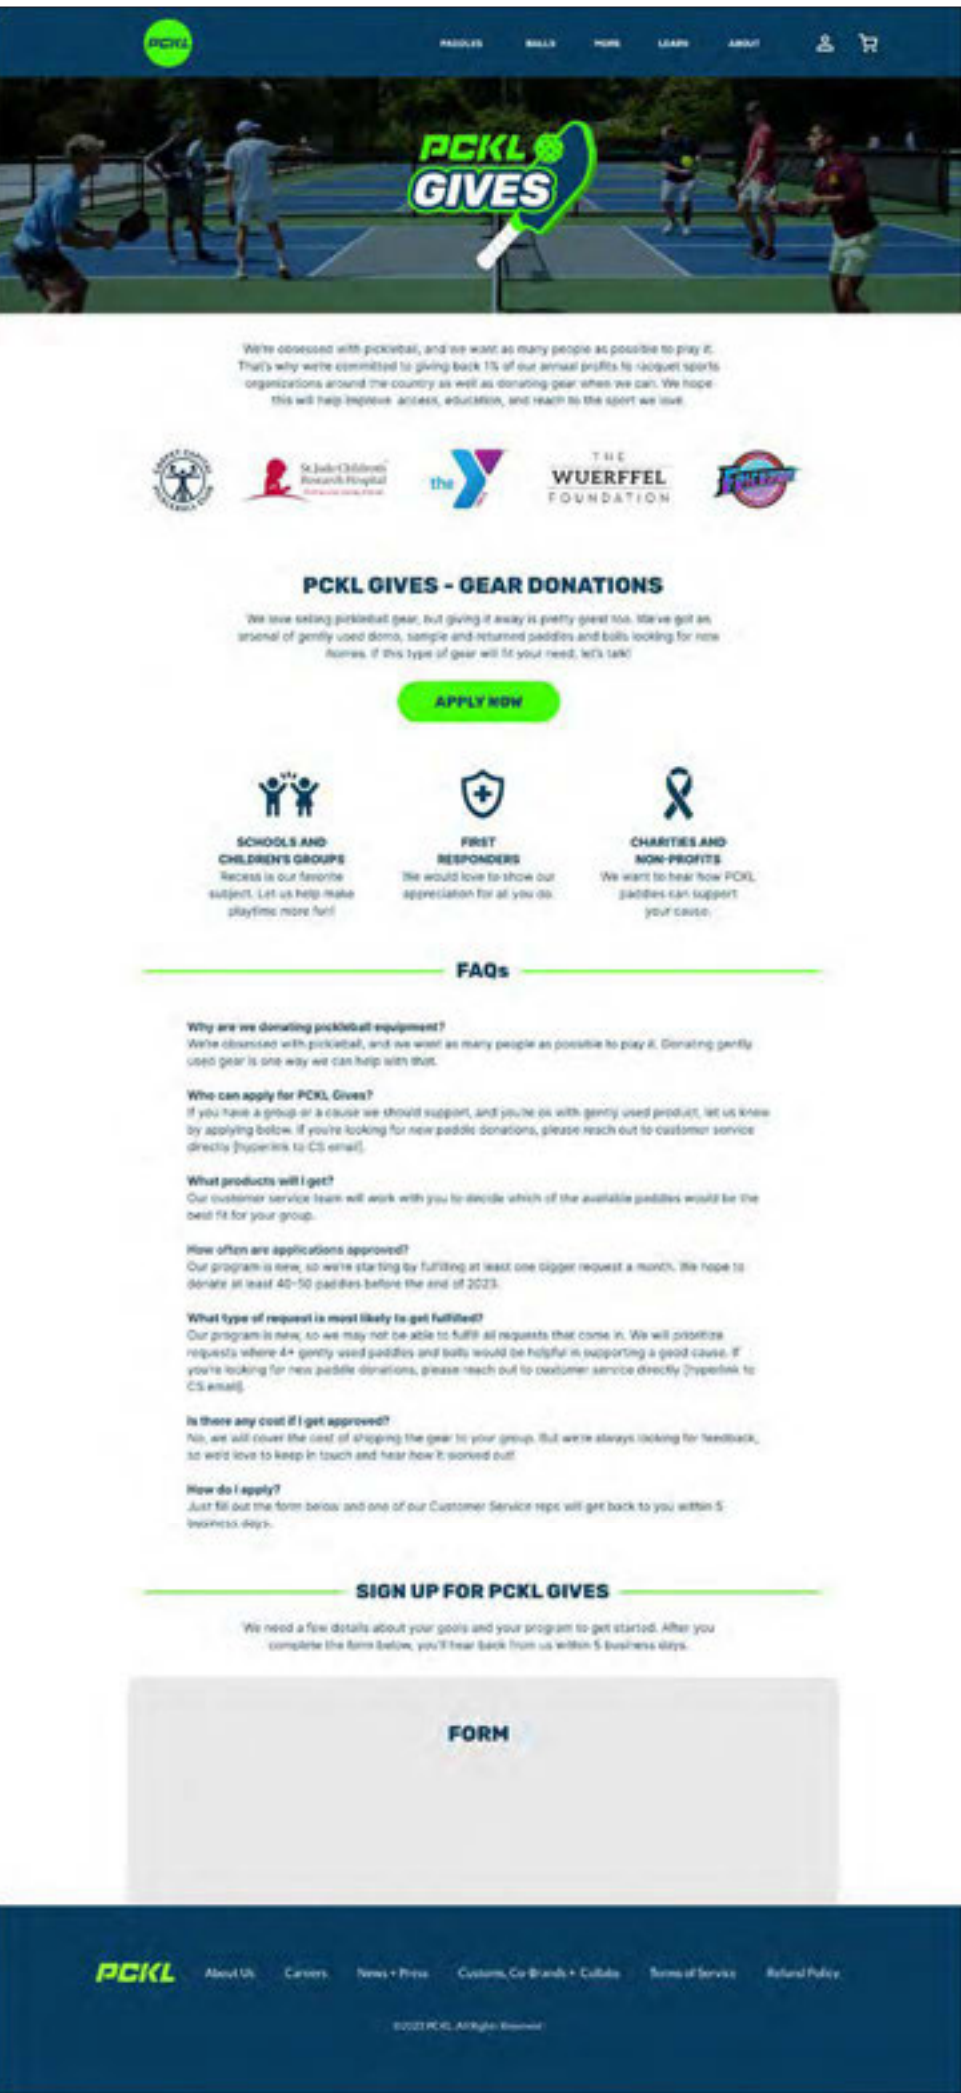 PCKL
PADDLES BALLS MORE LEARN ABOUT
PCKL
GIVES
We're obsessed with pickleball, and we want as many people as possible to play it.
That's why we're committed to giving back 1% of our annual profits to racquet sports
organizations around the country as well as donating gear when we can. We hope
this will help improve access, education, and reach to the sport we love.
St. Jude Children's
Research Hospital
the
THE
WUERFFEL
FOUNDATION
PCKL GIVES - GEAR DONATIONS
We love selling pickleball gear, but giving it away is pretty great too. We've got an
arsenal of gently used demo, sample and returned paddles and balls looking for new
homes. If this type of gear will fit your need, let's talk!
APPLY NOW
SCHOOLS AND
CHILDREN'S GROUPS
Recess is our favorite
subject. Let us help make
playtime more fun!
FIRST
RESPONDERS
We would love to show our
appreciation for all you do.
CHARITIES AND
NON-PROFITS
We want to hear how PCKL
paddles can support
your cause.
FAQs
Why are we donating pickleball equipment?
We're obsessed with pickleball, and we want as many people as possible to play it. Donating gently
used gear is one way we can help with that.
Who can apply for PCKL Gives?
If you have a group or a cause we should support, and you're ok with gently used product, let us know
by applying below. If you're looking for new paddle donations, please reach out to customer service
directly [hyperlink to CS email].
What products will I get?
Our customer service team will work with you to decide which of the available paddles would be the
best fit for your group.
How often are applications approved?
Our program is new, so we're starting by fulfilling at least one bigger request a month. We hope to
donate at least 40-50 paddles before the end of 2023.
What type of request is most likely to get fulfilled?
Our program is new, so we may not be able to fulfill all requests that come in. We will prioritize
requests where 4+ gently used paddles and balls would be helpful in supporting a good cause. If
you're looking for new paddle donations, please reach out to customer service directly [hyperlink to
CS email].
Is there any cost if I get approved?
No, we will cover the cost of shipping the gear to your group. But we're always looking for feedback,
so we'd love to keep in touch and hear how it worked out!
How do I apply?
Just fill out the form below and one of our Customer Service reps will get back to you within 5
business days.
SIGN UP FOR PCKL GIVES
We need a few details about your goals and your program to get started. After you
complete the form below, you'll hear back from us within 5 business days.
FORM
PCKL About Us Careers News + Press Customs, Co-Brands + Collabs Terms of Service Refund Policy
©2023 PCKL. All Rights Reserved